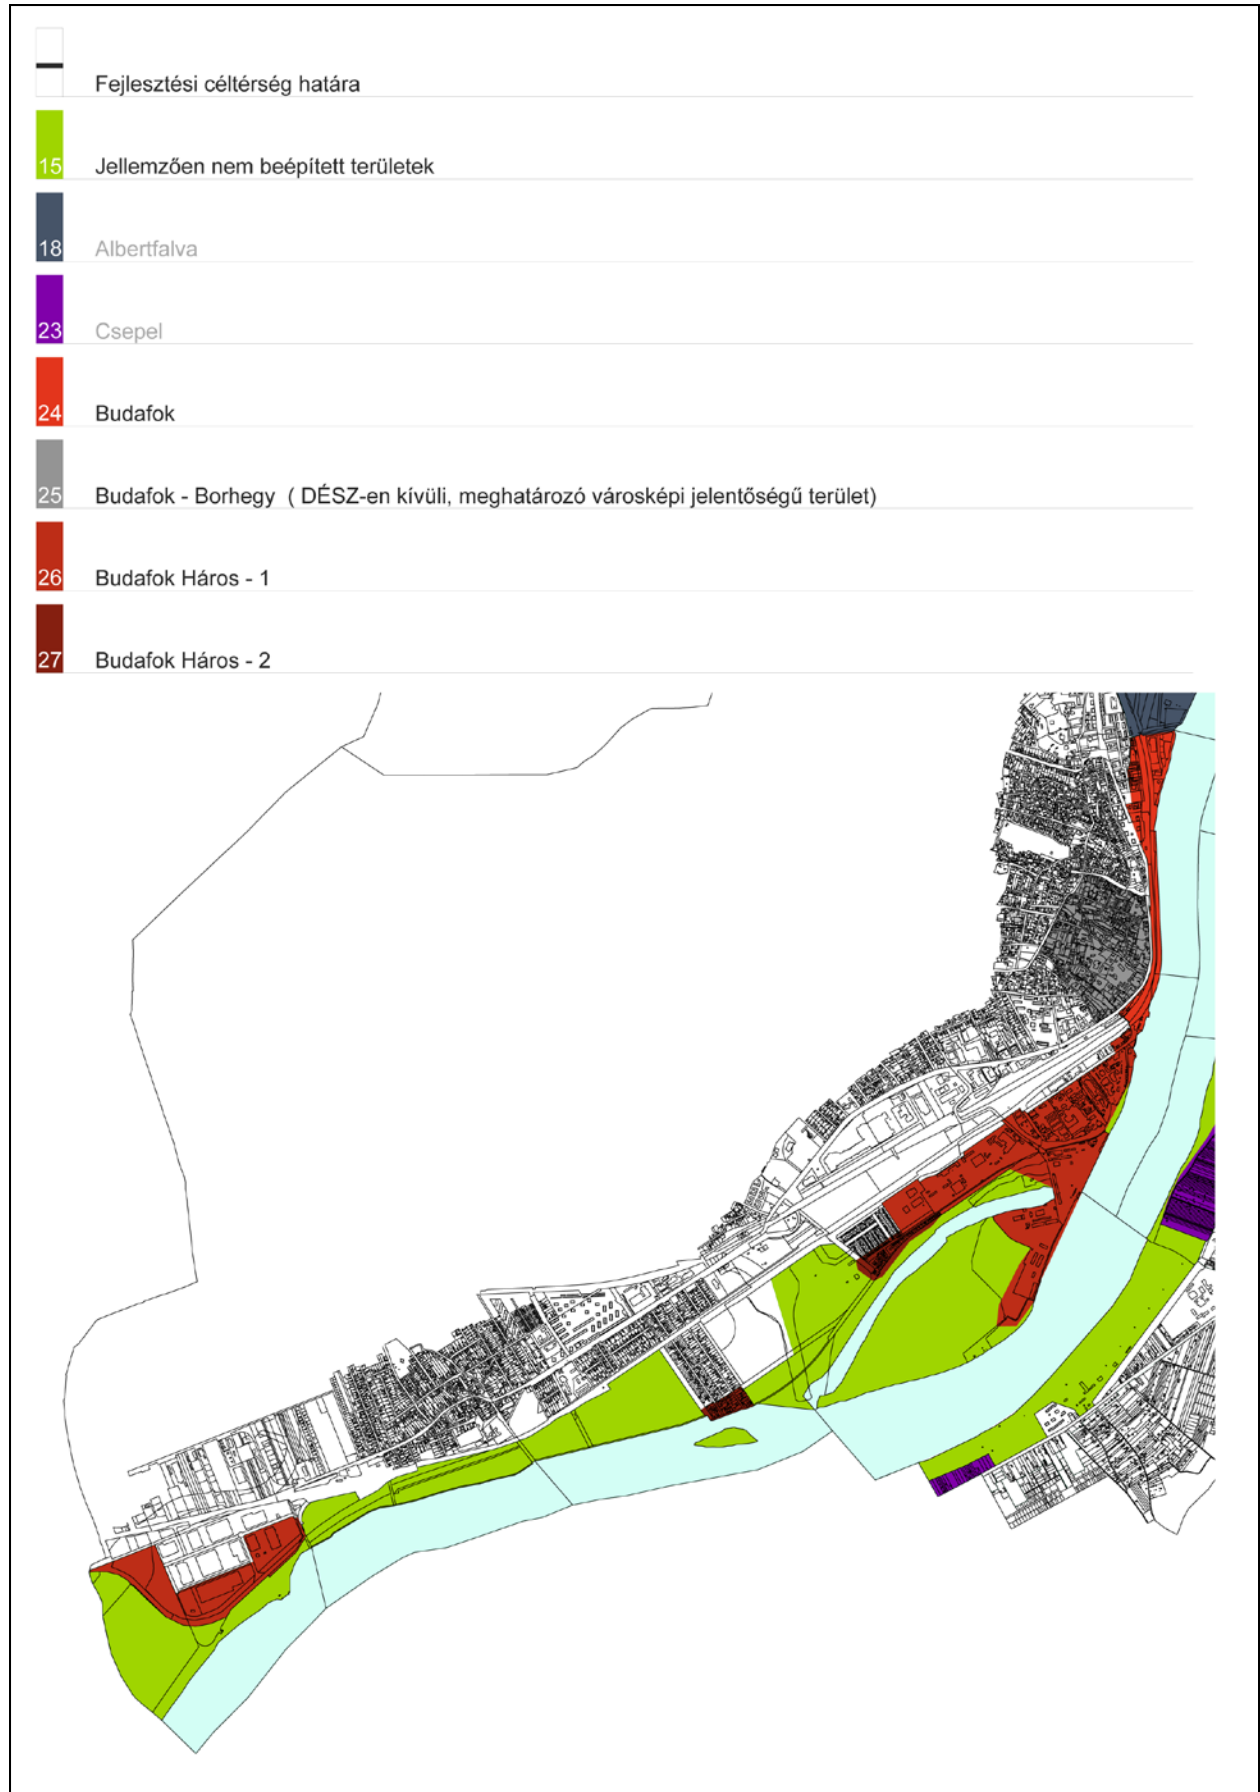 Fejlesztési céltérség határa
15 Jellemzően nem beépített területek
18 Albertfalva
23 Csepel
24 Budafok
25 Budafok - Borhegy ( DÉSZ-en kívüli, meghatározó városképi jelentőségű terület)
26 Budafok Háros - 1
27 Budafok Háros - 2